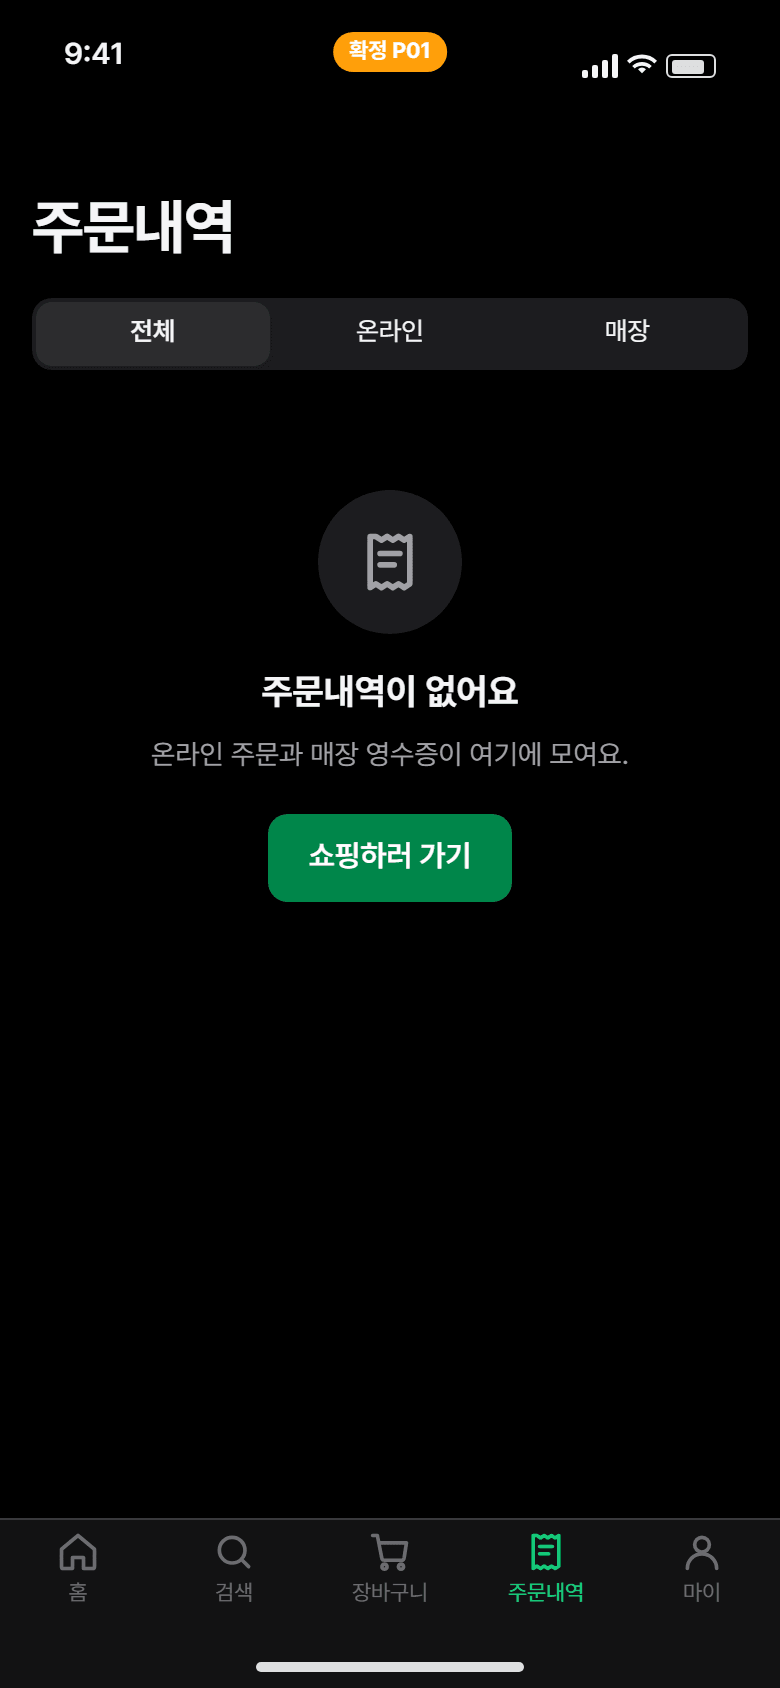 9:41
확정 P01
주문내역
전체
온라인
매장
주문내역이 없어요
온라인 주문과 매장 영수증이 여기에 모여요.
쇼핑하러 가기
홈
검색
장바구니
주문내역
마이